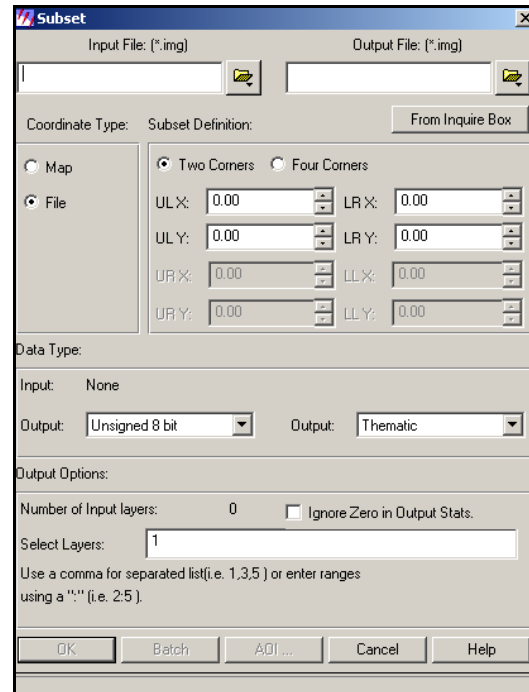 Subset
Input File: (*.img) Output File: (*.img)
From Inquire Box
Coordinate Type: Subset Definition:
Map
File
Two Corners Four Corners
UL X: 0.00 LR X: 0.00
UL Y: 0.00 LR Y: 0.00
UR X: 0.00 LL X: 0.00
UR Y: 0.00 LL Y: 0.00
Data Type:
Input: None
Output: Unsigned 8 bit Output: Thematic
Output Options:
Number of Input layers: 0 Ignore Zero in Output Stats.
Select Layers: 1
Use a comma for separated list(i.e. 1,3,5 ) or enter ranges
using a ":" (i.e. 2:5 ).
OK Batch AOI ... Cancel Help